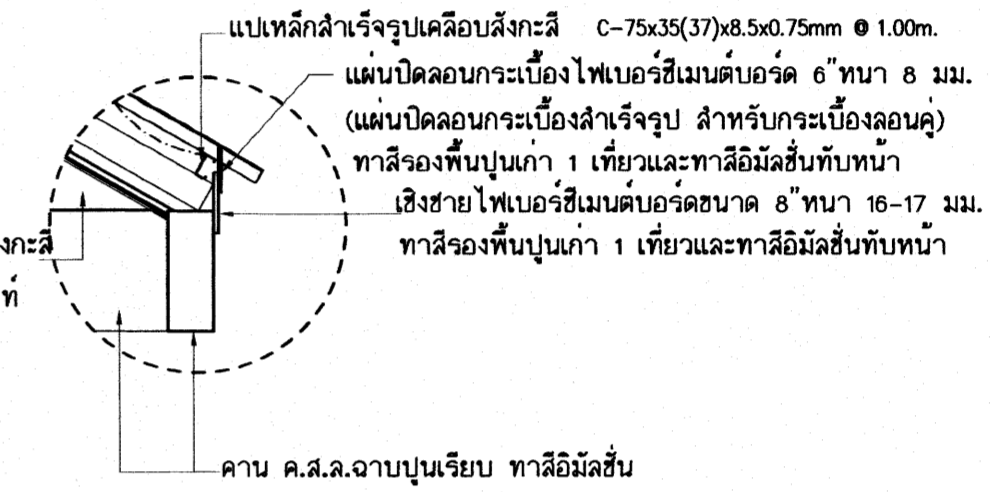 แปเหล็กสำเร็จรูปเคลือบสังกะสี C-75x35(37)x8.5x0.75mm @ 1.00m.
แผ่นปิดลอนกระเบื้องไฟเบอร์ซีเมนต์บอร์ด 6"หนา 8 มม.
(แผ่นปิดลอนกระเบื้องสำเร็จรูป สำหรับกระเบื้องลอนคู่)
ทาสีรองพื้นปูนเก่า 1 เที่ยวและทาสีอิมัลชั่นทับหน้า
เชิงชายไฟเบอร์ซีเมนต์บอร์ดขนาด 8"หนา 16-17 มม.
ทาสีรองพื้นปูนเก่า 1 เที่ยวและทาสีอิมัลชั่นทับหน้า
งกะสี
ท์
คาน ค.ส.ล.ฉาบปูนเรียบ ทาสีอิมัลชั่น